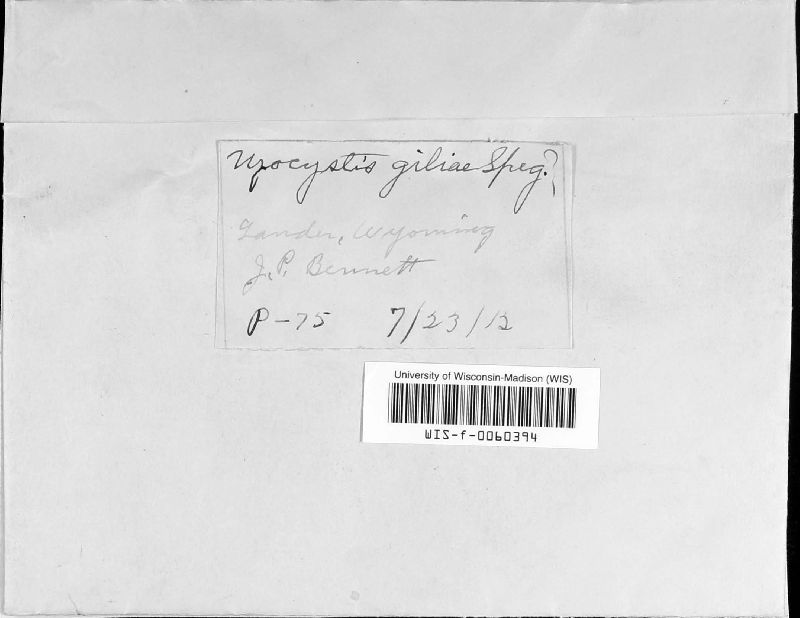 Urocystis giliae Speg.?
Lander, Wyoming
J. P. Bennett
P-75 7/23/12
University of Wisconsin-Madison (WIS)
WIS-f-0060394